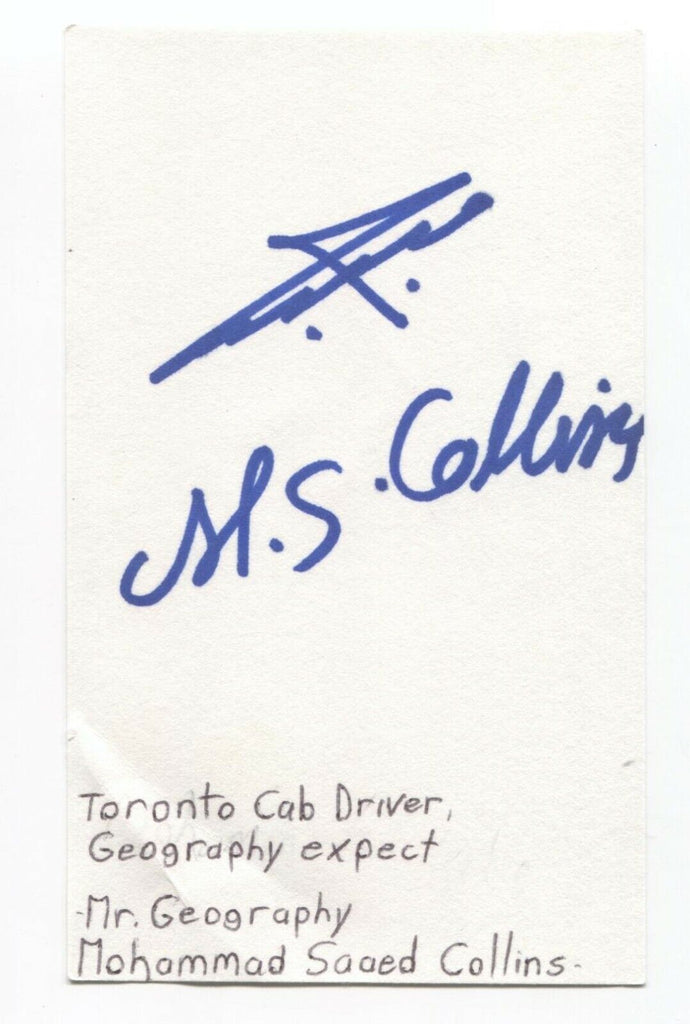 M.S. Collins
Toronto Cab Driver,
Geography expect
-Mr. Geography
Mohammad Saaed Collins-